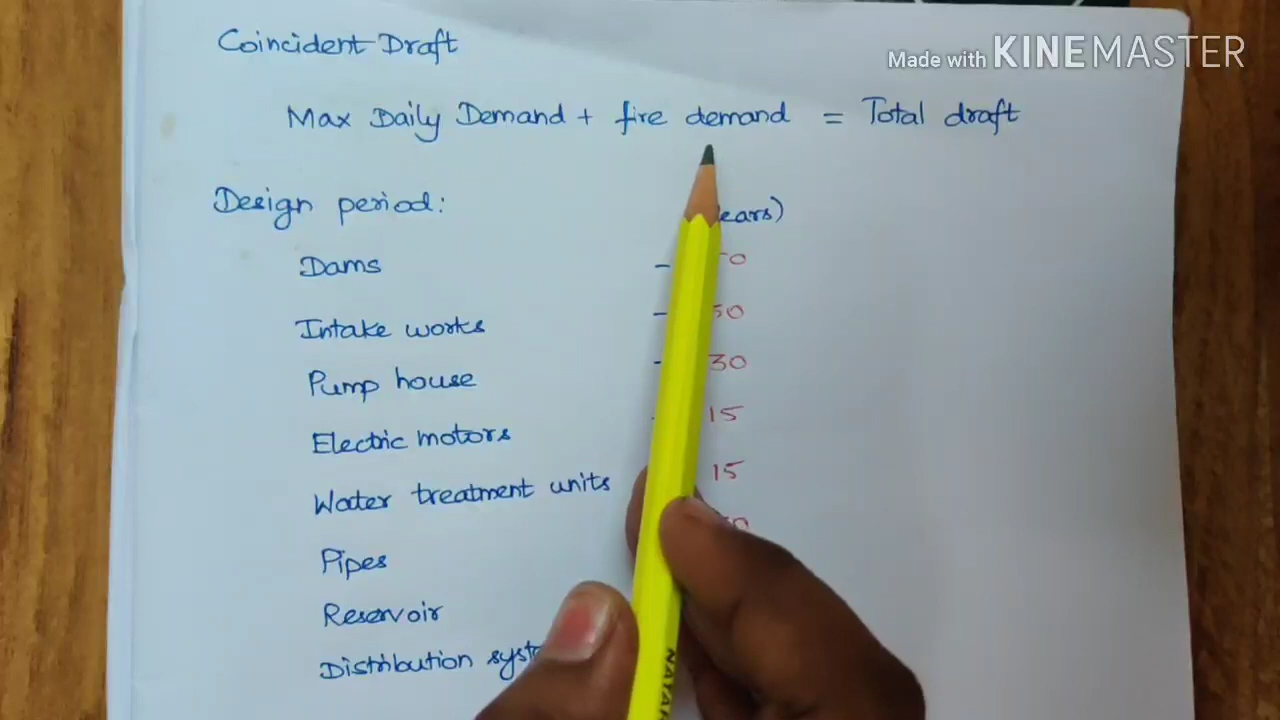 Made with KINEMASTER
Coincident Draft
Max Daily Demand + fire demand = Total draft
Design period:
Dams -
Intake works - 50
Pump house - 30
Electric motors - 15
Water treatment units 15
Pipes
Reservoir
Distribution